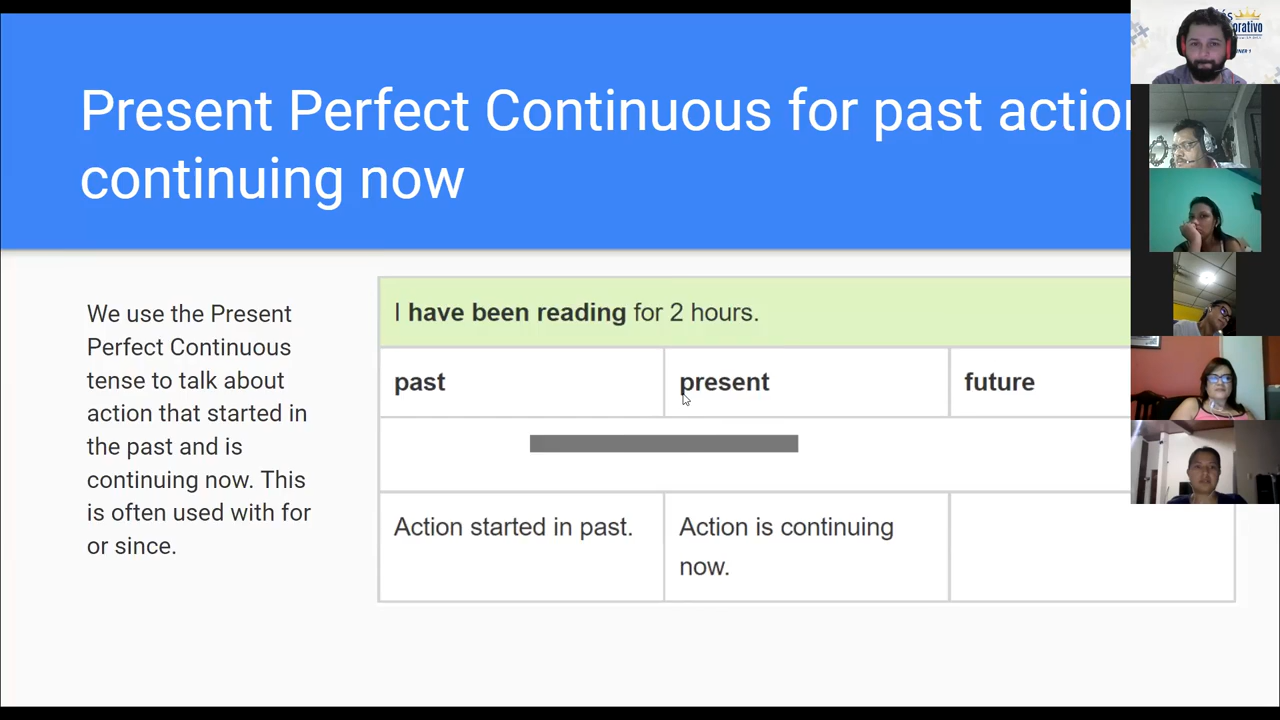 Present Perfect Continuous for past action
continuing now
We use the Present
Perfect Continuous
tense to talk about
action that started in
the past and is
continuing now. This
is often used with for
or since.
I have been reading for 2 hours.
past present future
Action started in past. Action is continuing
now.